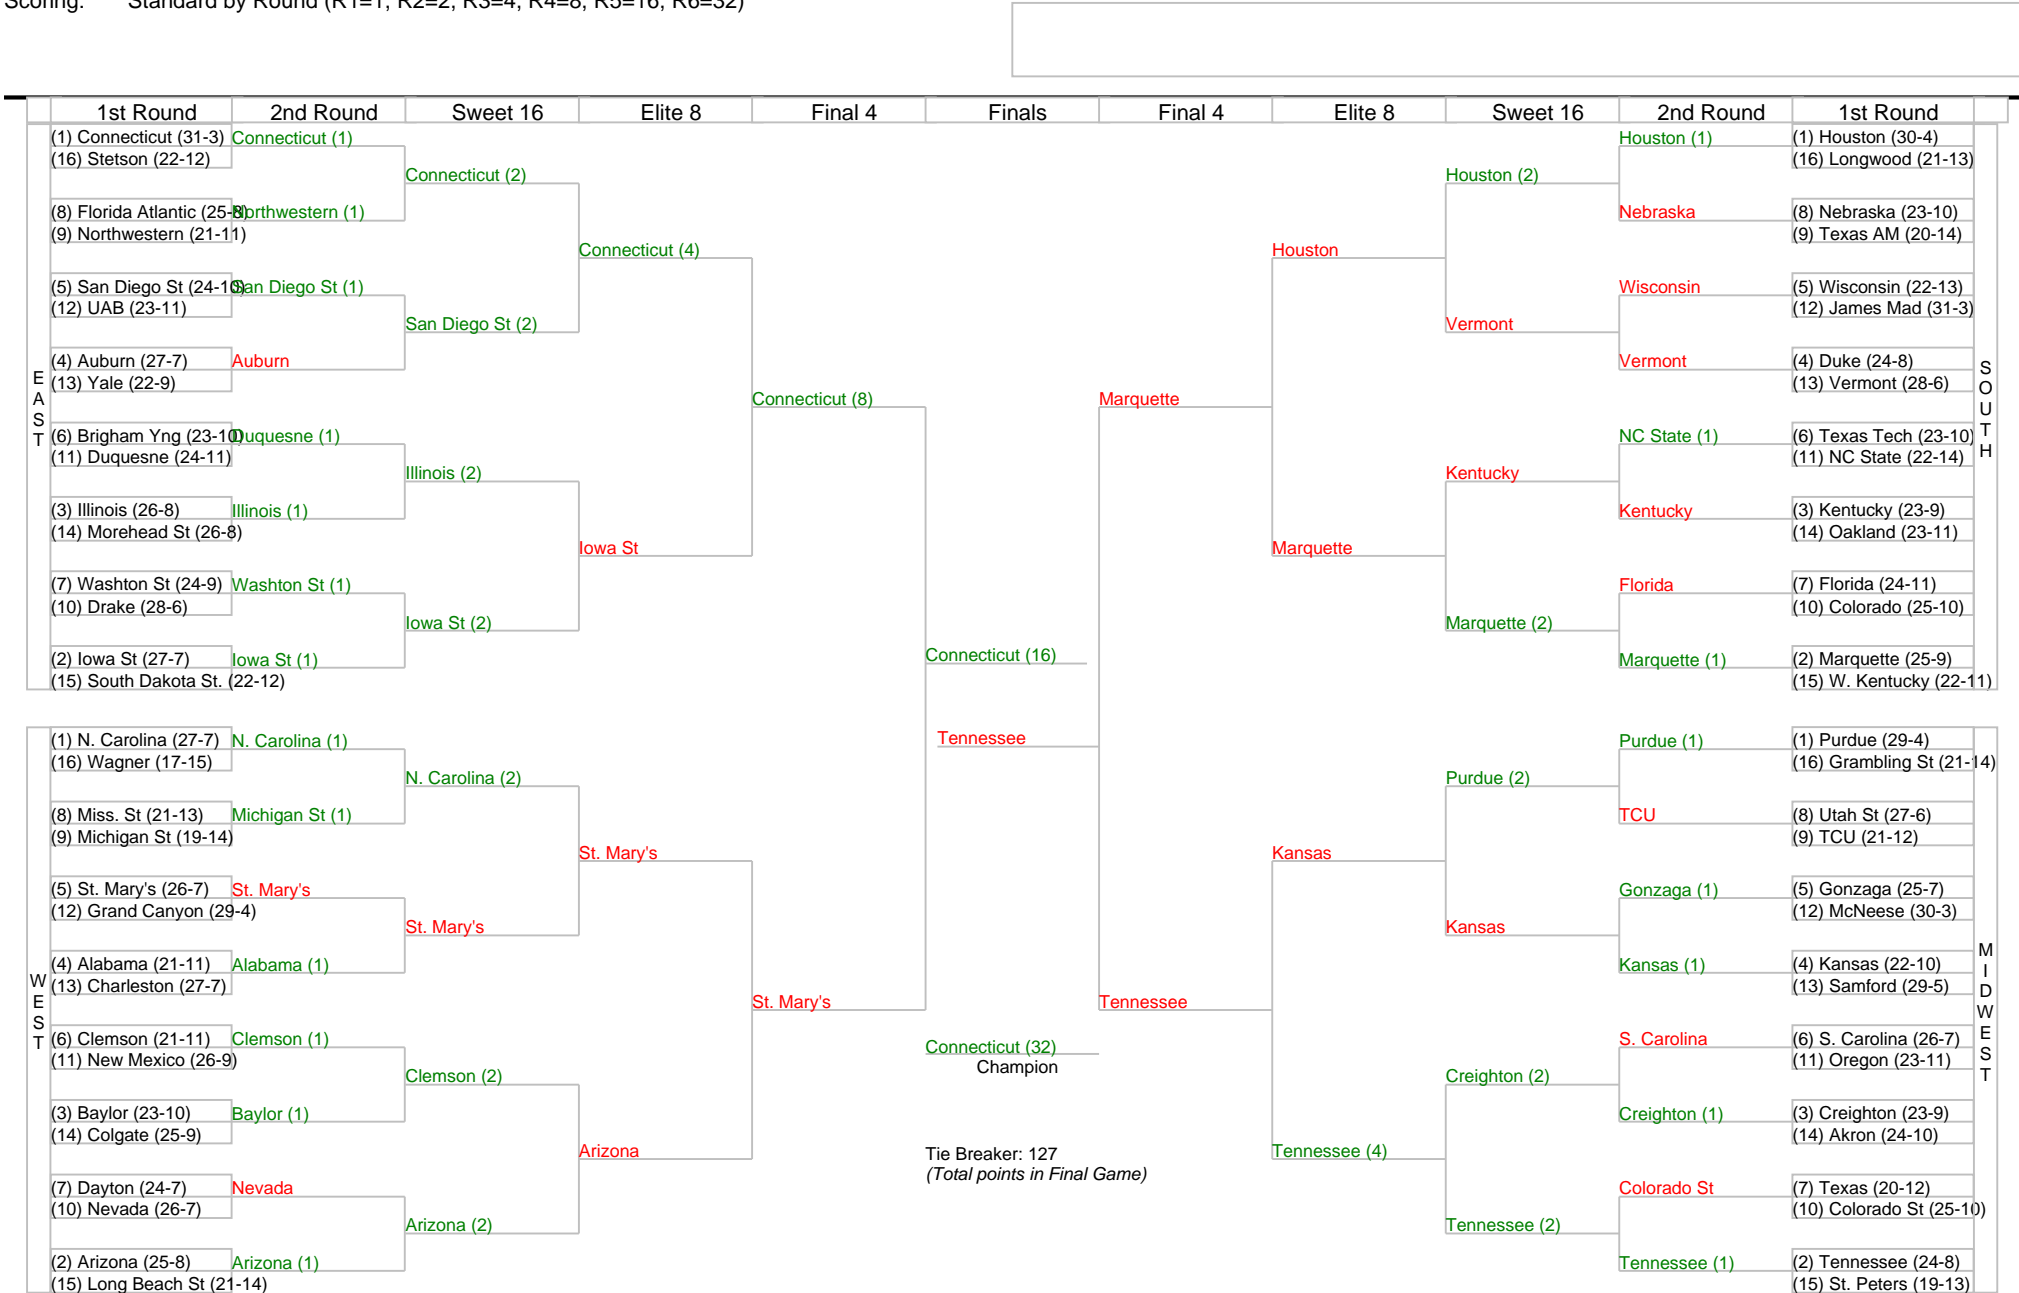 Scoring: Standard by Round (R1=1, R2=2, R3=4, R4=8, R5=16, R6=32)
1st Round 2nd Round Sweet 16 Elite 8 Final 4 Finals Final 4 Elite 8 Sweet 16 2nd Round 1st Round
EAST
(1) Connecticut (31-3)
(16) Stetson (22-12)
(8) Florida Atlantic (25-8)
(9) Northwestern (21-11)
(5) San Diego St (24-10)
(12) UAB (23-11)
(4) Auburn (27-7)
(13) Yale (22-9)
(6) Brigham Yng (23-10)
(11) Duquesne (24-11)
(3) Illinois (26-8)
(14) Morehead St (26-8)
(7) Washton St (24-9)
(10) Drake (28-6)
(2) Iowa St (27-7)
(15) South Dakota St. (22-12)
Connecticut (1)
Northwestern (1)
San Diego St (1)
Auburn
Duquesne (1)
Illinois (1)
Washton St (1)
Iowa St (1)
Connecticut (2)
San Diego St (2)
Illinois (2)
Iowa St (2)
Connecticut (4)
Iowa St
Connecticut (8)
WEST
(1) N. Carolina (27-7)
(16) Wagner (17-15)
(8) Miss. St (21-13)
(9) Michigan St (19-14)
(5) St. Mary's (26-7)
(12) Grand Canyon (29-4)
(4) Alabama (21-11)
(13) Charleston (27-7)
(6) Clemson (21-11)
(11) New Mexico (26-9)
(3) Baylor (23-10)
(14) Colgate (25-9)
(7) Dayton (24-7)
(10) Nevada (26-7)
(2) Arizona (25-8)
(15) Long Beach St (21-14)
N. Carolina (1)
Michigan St (1)
St. Mary's
Alabama (1)
Clemson (1)
Baylor (1)
Nevada
Arizona (1)
N. Carolina (2)
St. Mary's
Clemson (2)
Arizona (2)
St. Mary's
Arizona
St. Mary's
Connecticut (16)
Tennessee
Connecticut (32)
Champion
Tie Breaker: 127
(Total points in Final Game)
Marquette
Houston
Marquette
Houston (2)
Vermont
Kentucky
Marquette (2)
Houston (1)
Nebraska
Wisconsin
Vermont
NC State (1)
Kentucky
Florida
Marquette (1)
(1) Houston (30-4)
(16) Longwood (21-13)
(8) Nebraska (23-10)
(9) Texas AM (20-14)
(5) Wisconsin (22-13)
(12) James Mad (31-3)
(4) Duke (24-8)
(13) Vermont (28-6)
(6) Texas Tech (23-10)
(11) NC State (22-14)
(3) Kentucky (23-9)
(14) Oakland (23-11)
(7) Florida (24-11)
(10) Colorado (25-10)
(2) Marquette (25-9)
(15) W. Kentucky (22-11)
SOUTH
Tennessee
Kansas
Tennessee (4)
Purdue (2)
Kansas
Creighton (2)
Tennessee (2)
Purdue (1)
TCU
Gonzaga (1)
Kansas (1)
S. Carolina
Creighton (1)
Colorado St
Tennessee (1)
(1) Purdue (29-4)
(16) Grambling St (21-14)
(8) Utah St (27-6)
(9) TCU (21-12)
(5) Gonzaga (25-7)
(12) McNeese (30-3)
(4) Kansas (22-10)
(13) Samford (29-5)
(6) S. Carolina (26-7)
(11) Oregon (23-11)
(3) Creighton (23-9)
(14) Akron (24-10)
(7) Texas (20-12)
(10) Colorado St (25-10)
(2) Tennessee (24-8)
(15) St. Peters (19-13)
MIDWEST